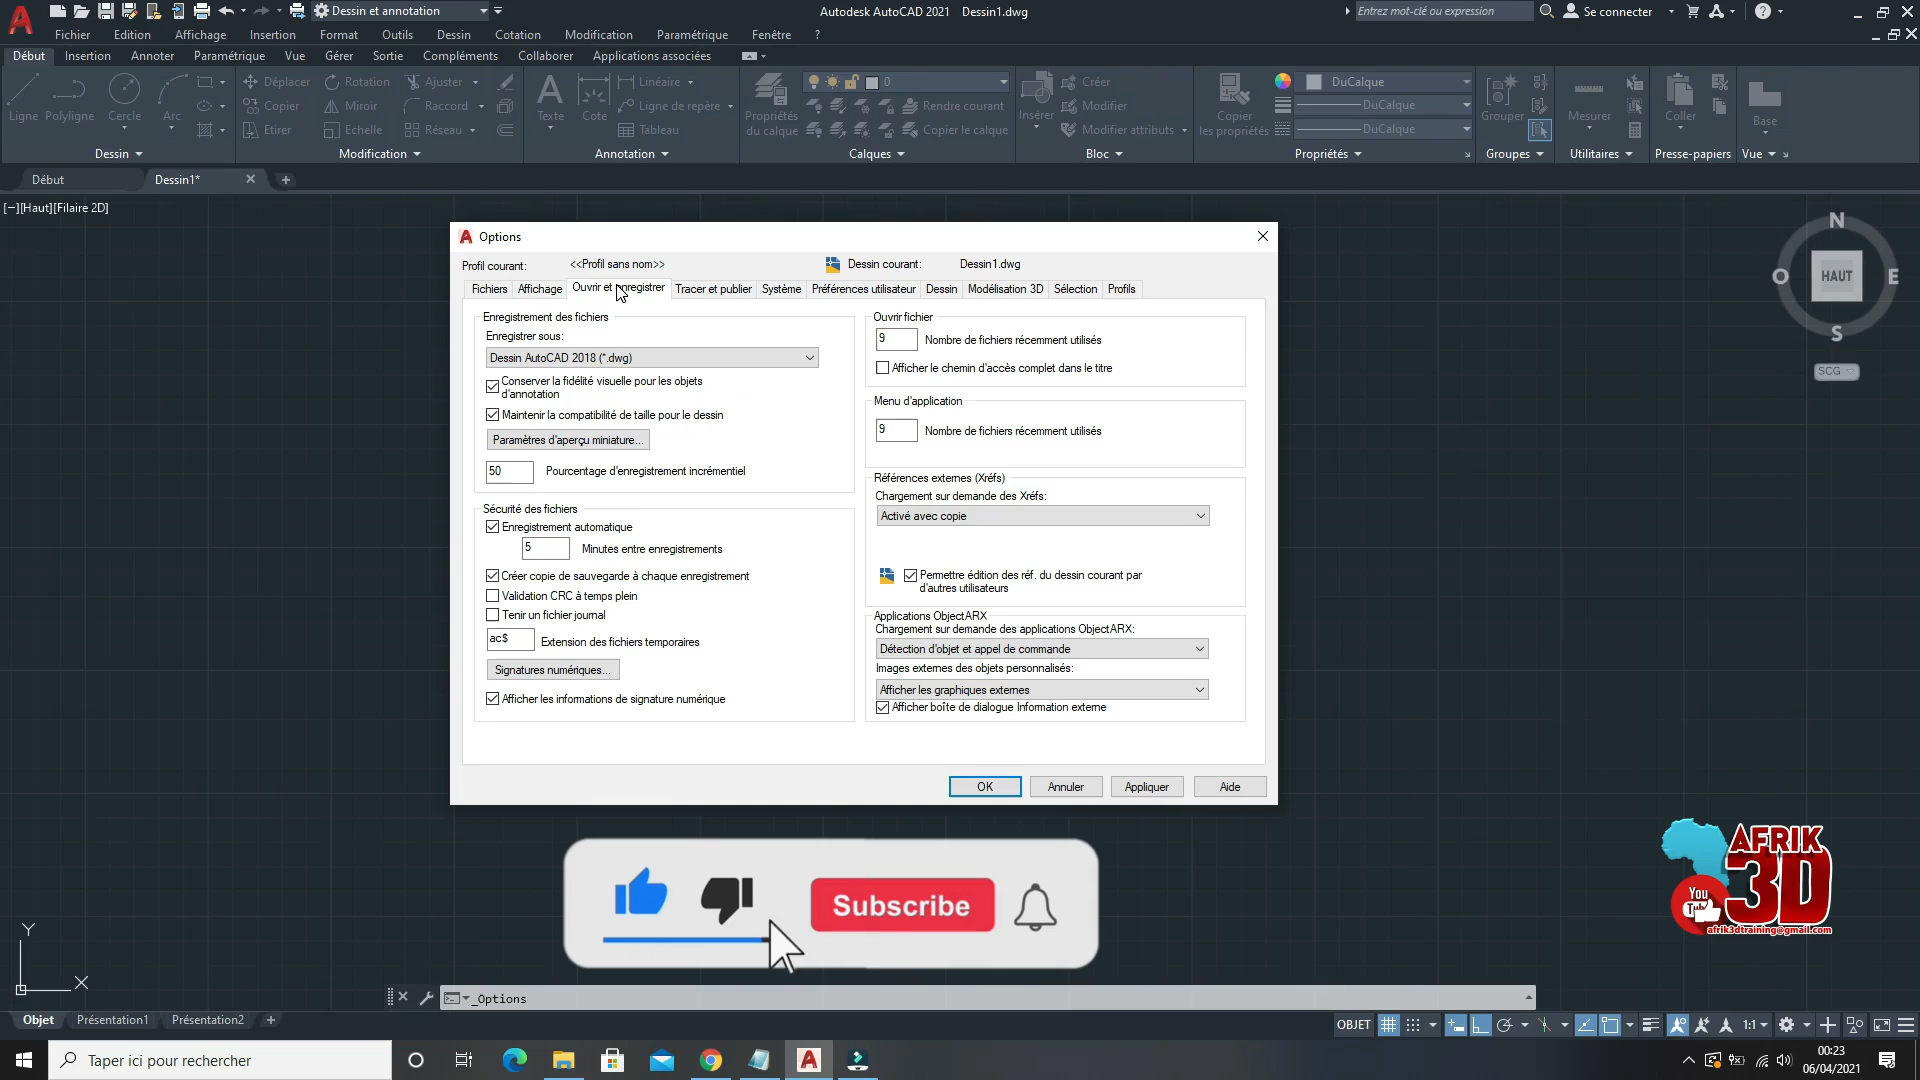 Dessin et annotation
Autodesk AutoCAD 2021 Dessin1.dwg
Entrez mot-clé ou expression
Se connecter
Fichier Edition Affichage Insertion Format Outils Dessin Cotation Modification Paramétrique Fenêtre ?
Début Insertion Annoter Paramétrique Vue Gérer Sortie Compléments Collaborer Applications associées
Ligne Polyligne Cercle Arc
Déplacer Rotation Ajuster
Copier Miroir Raccord
Etirer Echelle Réseau
Texte Cote
Linéaire
Ligne de repère
Tableau
Propriétés
du calque
0
Rendre courant
Copier le calque
Insérer
Créer
Modifier
Modifier attributs
Copier
les propriétés
DuCalque
DuCalque
DuCalque
Grouper
Mesurer
Coller
Base
Dessin Modification Annotation Calques Bloc Propriétés Groupes Utilitaires Presse-papiers Vue
Début Dessin1*
[−][Haut][Filaire 2D]
N
O HAUT E
S
SCG
Options
Profil courant: <<Profil sans nom>> Dessin courant: Dessin1.dwg
Fichiers Affichage Ouvrir et enregistrer Tracer et publier Système Préférences utilisateur Dessin Modélisation 3D Sélection Profils
Enregistrement des fichiers
Enregistrer sous:
Dessin AutoCAD 2018 (*.dwg)
Conserver la fidélité visuelle pour les objets
d'annotation
Maintenir la compatibilité de taille pour le dessin
Paramètres d'aperçu miniature...
50 Pourcentage d'enregistrement incrémentiel
Sécurité des fichiers
Enregistrement automatique
5 Minutes entre enregistrements
Créer copie de sauvegarde à chaque enregistrement
Validation CRC à temps plein
Tenir un fichier journal
ac$ Extension des fichiers temporaires
Signatures numériques...
Afficher les informations de signature numérique
Ouvrir fichier
9 Nombre de fichiers récemment utilisés
Afficher le chemin d'accès complet dans le titre
Menu d'application
9 Nombre de fichiers récemment utilisés
Références externes (Xréfs)
Chargement sur demande des Xréfs:
Activé avec copie
Permettre édition des réf. du dessin courant par
d'autres utilisateurs
Applications ObjectARX
Chargement sur demande des applications ObjectARX:
Détection d'objet et appel de commande
Images externes des objets personnalisés:
Afficher les graphiques externes
Afficher boîte de dialogue Information externe
OK Annuler Appliquer Aide
Subscribe
AFRIK
3D
You
Tube
afrik3dtraining@gmail.com
Y
X
_Options
Objet Présentation1 Présentation2
OBJET
1:1
Taper ici pour rechercher
00:23
06/04/2021